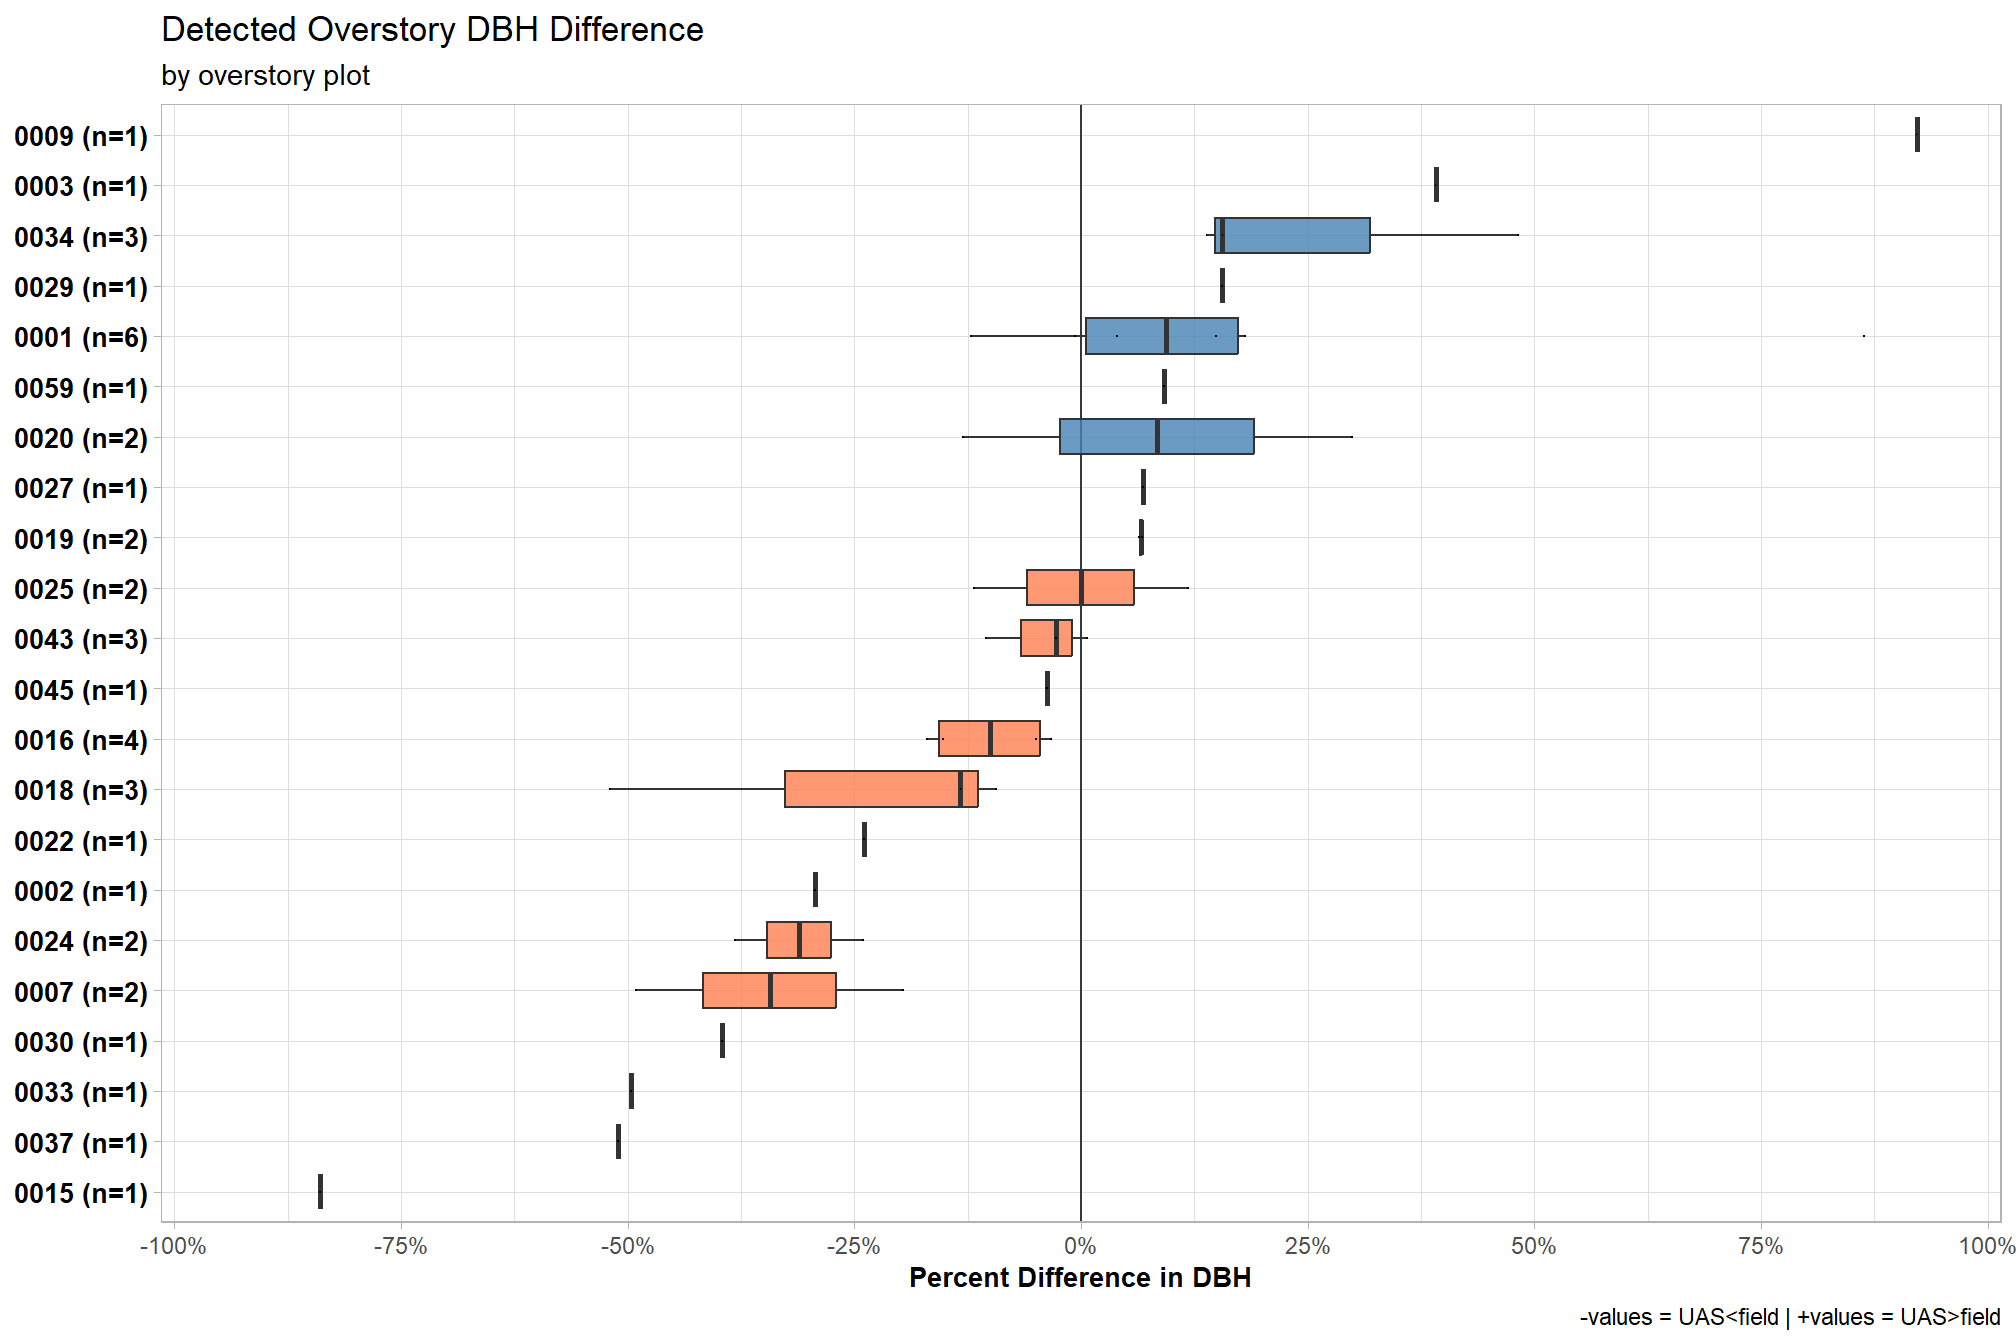 Detected Overstory DBH Difference
by overstory plot
0009 (n=1)
0003 (n=1)
0034 (n=3)
0029 (n=1)
0001 (n=6)
0059 (n=1)
0020 (n=2)
0027 (n=1)
0019 (n=2)
0025 (n=2)
0043 (n=3)
0045 (n=1)
0016 (n=4)
0018 (n=3)
0022 (n=1)
0002 (n=1)
0024 (n=2)
0007 (n=2)
0030 (n=1)
0033 (n=1)
0037 (n=1)
0015 (n=1)
-100% -75% -50% -25% 0% 25% 50% 75% 100%
Percent Difference in DBH
-values = UAS<field | +values = UAS>field